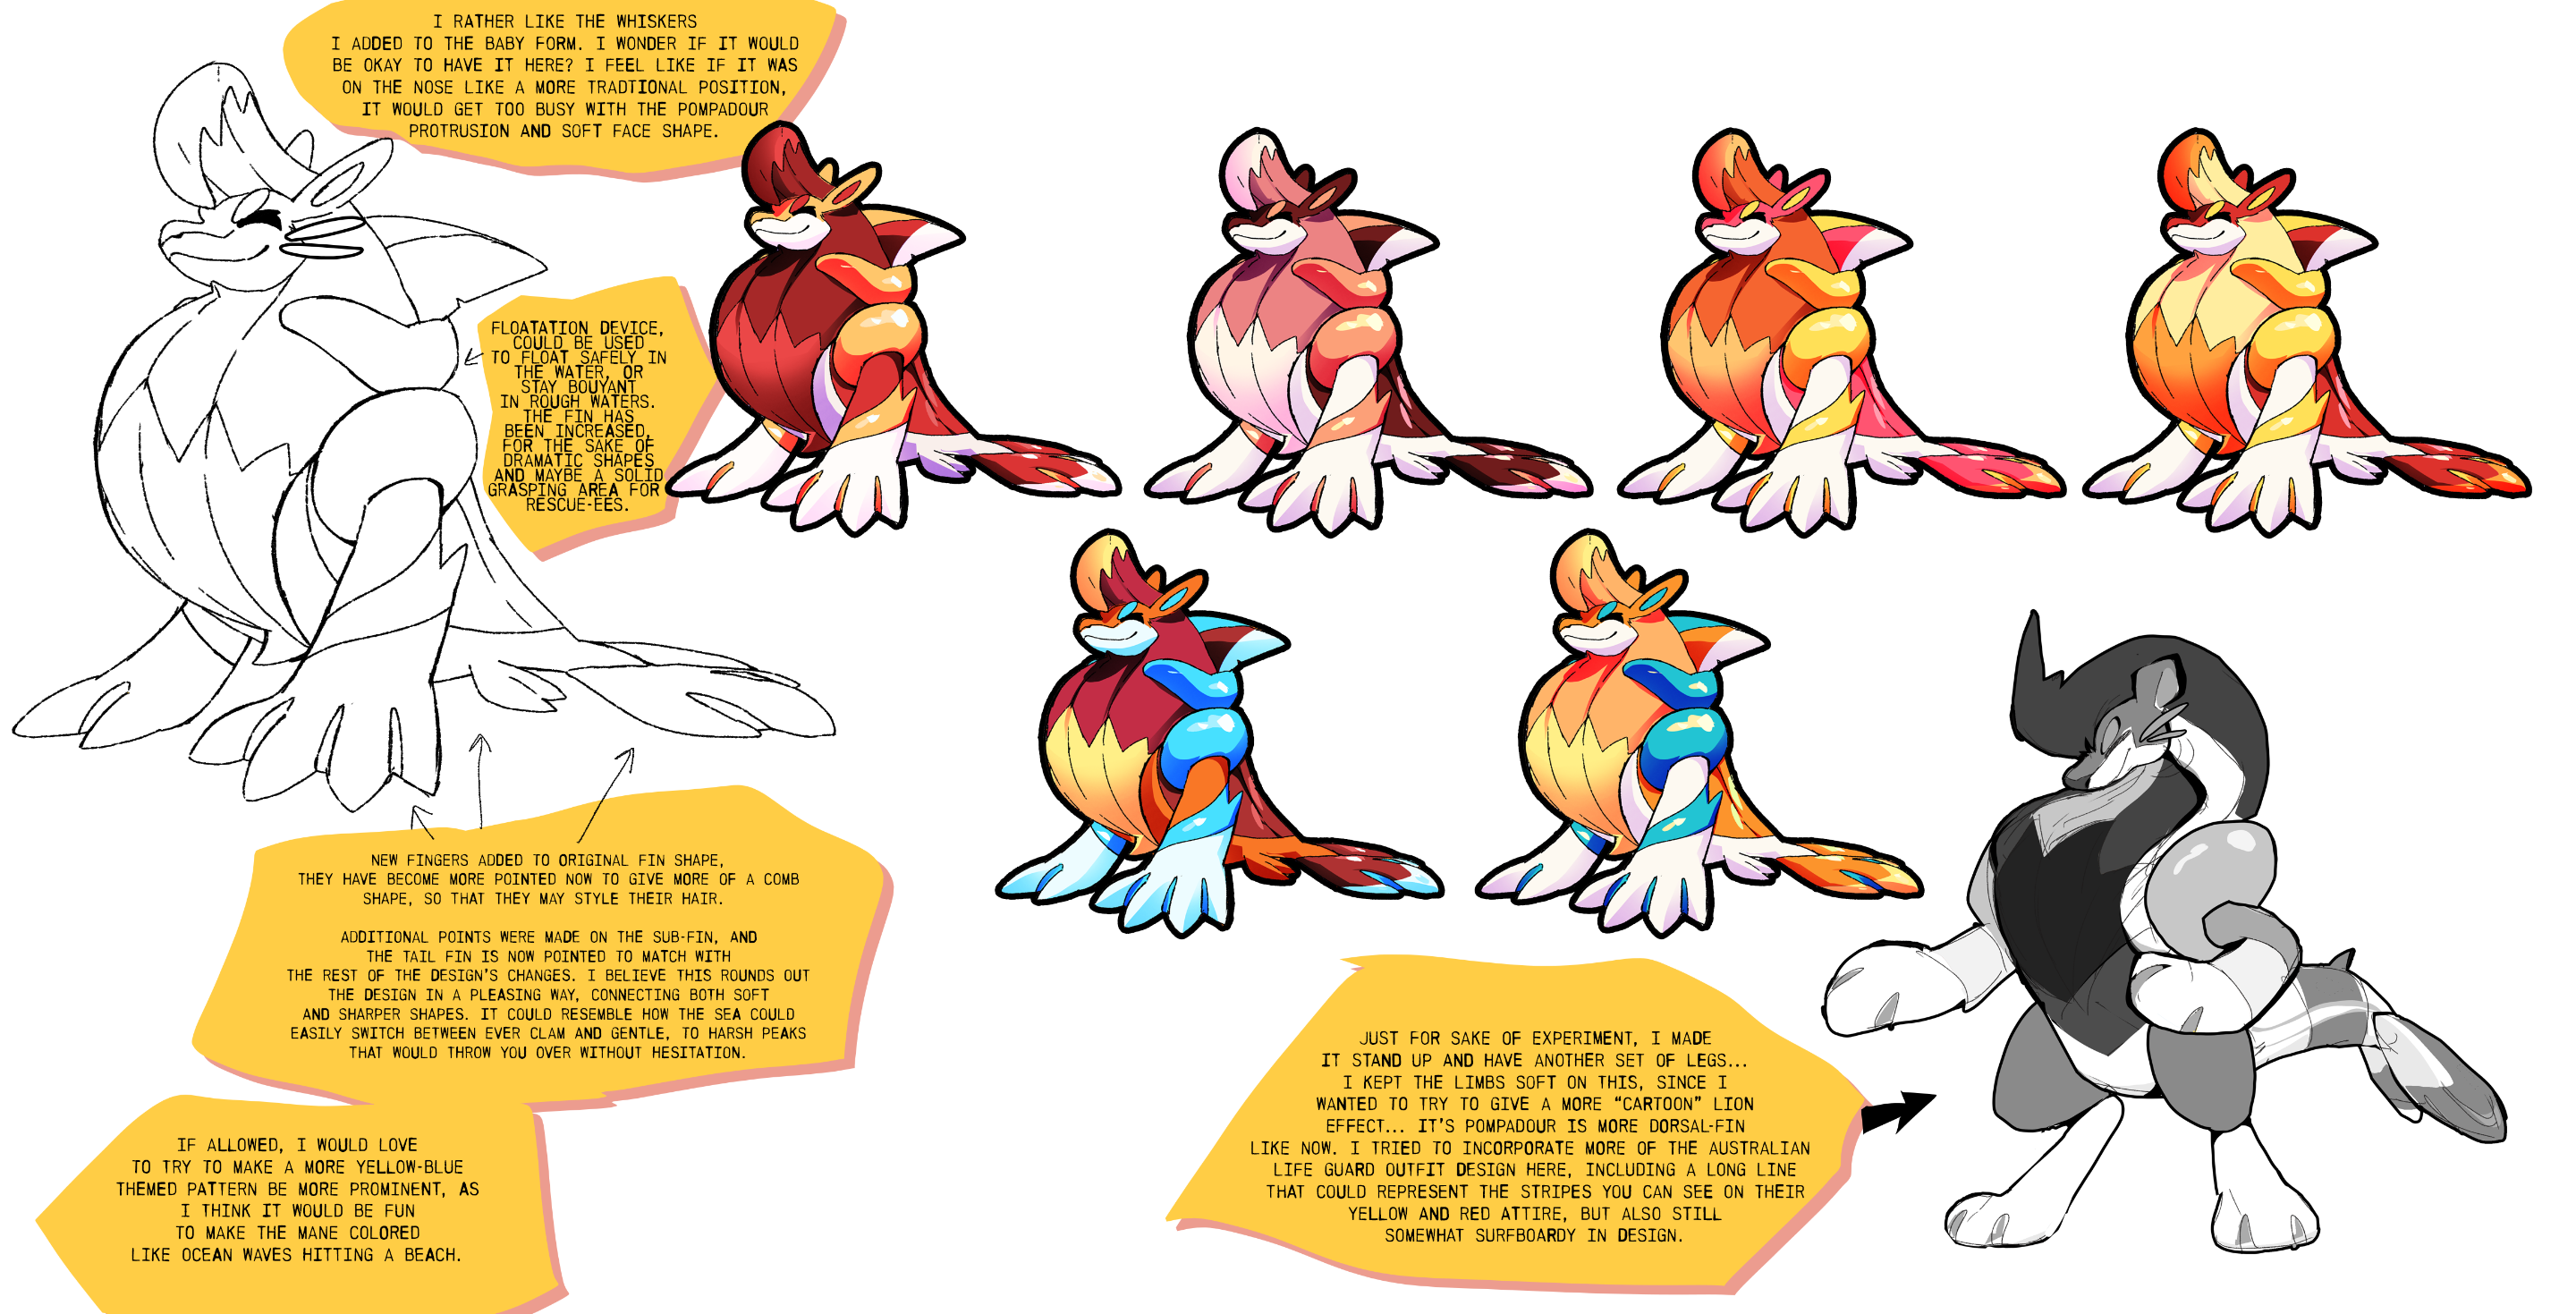 I RATHER LIKE THE WHISKERS
I ADDED TO THE BABY FORM. I WONDER IF IT WOULD
BE OKAY TO HAVE IT HERE? I FEEL LIKE IF IT WAS
ON THE NOSE LIKE A MORE TRADTIONAL POSITION,
IT WOULD GET TOO BUSY WITH THE POMPADOUR
PROTRUSION AND SOFT FACE SHAPE.
FLOATATION DEVICE,
COULD BE USED
TO FLOAT SAFELY IN
THE WATER, OR
STAY BOUYANT
IN ROUGH WATERS.
THE FIN HAS
BEEN INCREASED,
FOR THE SAKE OF
DRAMATIC SHAPES
AND MAYBE A SOLID
GRASPING AREA FOR
RESCUE-EES.
NEW FINGERS ADDED TO ORIGINAL FIN SHAPE,
THEY HAVE BECOME MORE POINTED NOW TO GIVE MORE OF A COMB
SHAPE, SO THAT THEY MAY STYLE THEIR HAIR.
ADDITIONAL POINTS WERE MADE ON THE SUB-FIN, AND
THE TAIL FIN IS NOW POINTED TO MATCH WITH
THE REST OF THE DESIGN'S CHANGES. I BELIEVE THIS ROUNDS OUT
THE DESIGN IN A PLEASING WAY, CONNECTING BOTH SOFT
AND SHARPER SHAPES. IT COULD RESEMBLE HOW THE SEA COULD
EASILY SWITCH BETWEEN EVER CLAM AND GENTLE, TO HARSH PEAKS
THAT WOULD THROW YOU OVER WITHOUT HESITATION.
IF ALLOWED, I WOULD LOVE
TO TRY TO MAKE A MORE YELLOW-BLUE
THEMED PATTERN BE MORE PROMINENT, AS
I THINK IT WOULD BE FUN
TO MAKE THE MANE COLORED
LIKE OCEAN WAVES HITTING A BEACH.
JUST FOR SAKE OF EXPERIMENT, I MADE
IT STAND UP AND HAVE ANOTHER SET OF LEGS...
I KEPT THE LIMBS SOFT ON THIS, SINCE I
WANTED TO TRY TO GIVE A MORE “CARTOON” LION
EFFECT... IT'S POMPADOUR IS MORE DORSAL-FIN
LIKE NOW. I TRIED TO INCORPORATE MORE OF THE AUSTRALIAN
LIFE GUARD OUTFIT DESIGN HERE, INCLUDING A LONG LINE
THAT COULD REPRESENT THE STRIPES YOU CAN SEE ON THEIR
YELLOW AND RED ATTIRE, BUT ALSO STILL
SOMEWHAT SURFBOARDY IN DESIGN.